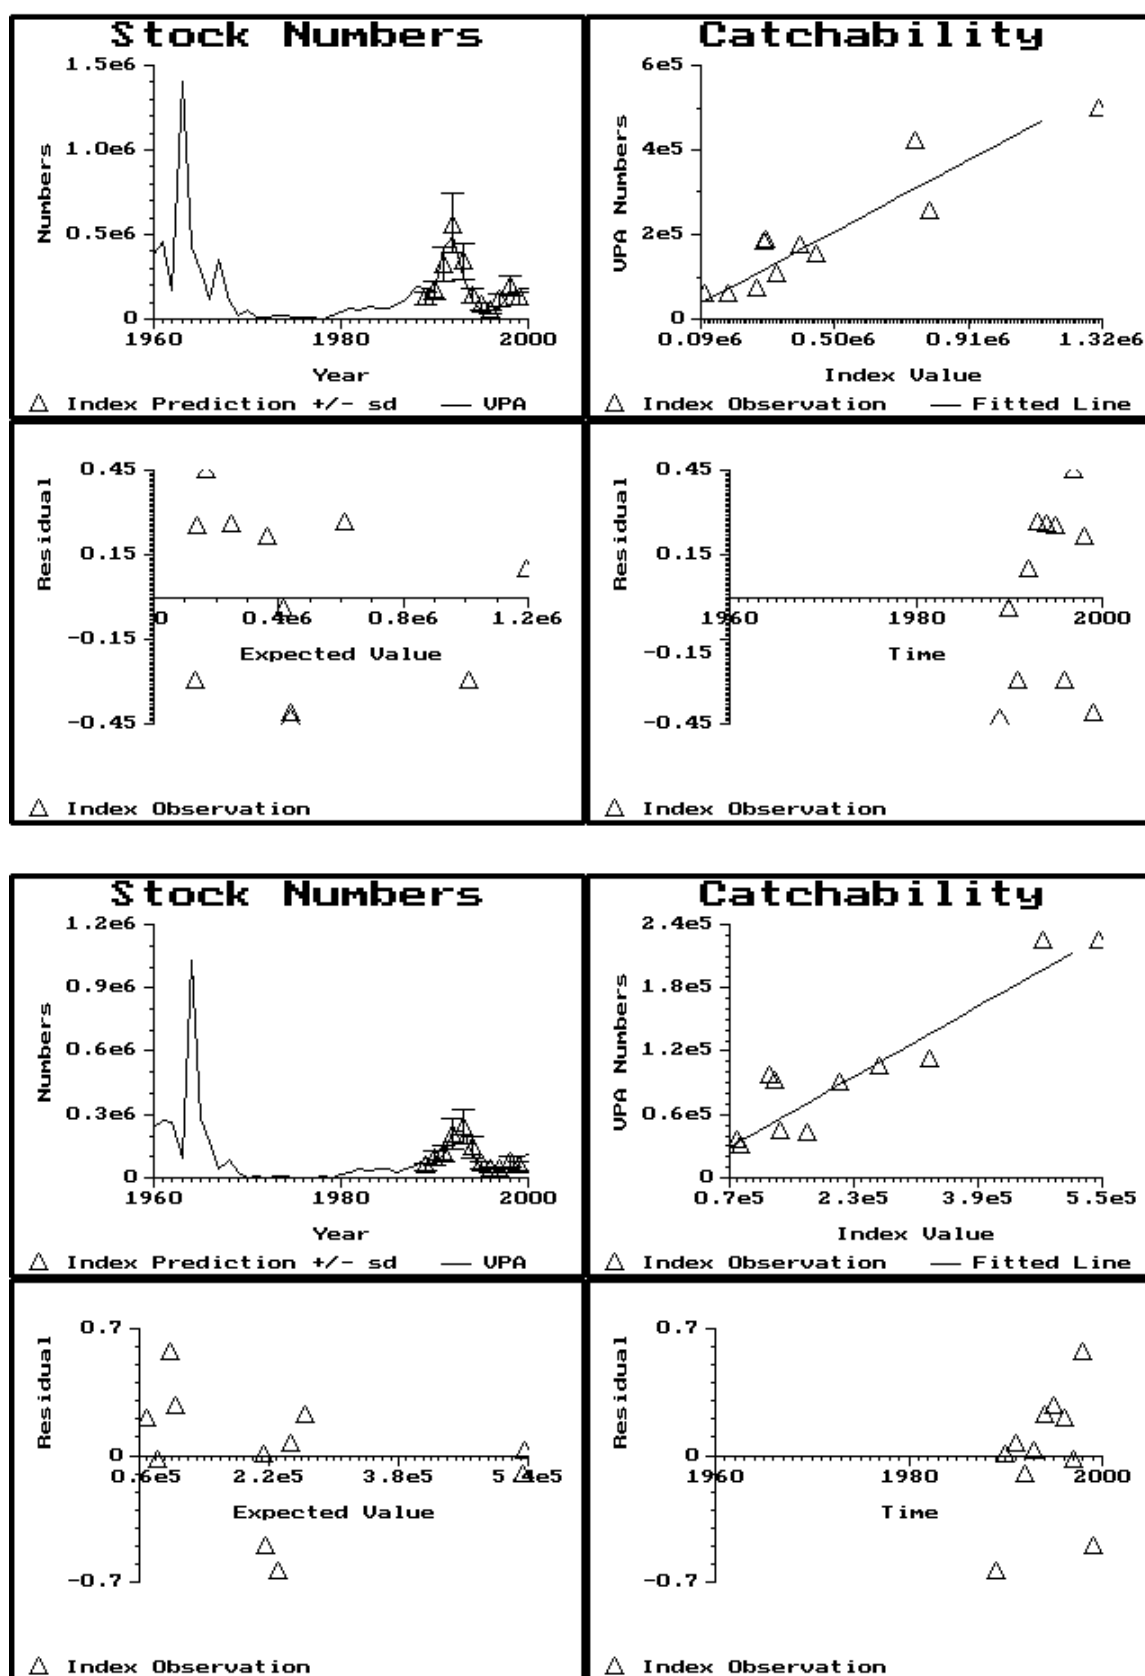 Stock Numbers
1.5e6
1.0e6
0.5e6
0
Numbers
1960 1980 2000
Year
△ Index Prediction +/- sd — VPA
Catchability
6e5
4e5
2e5
0
VPA Numbers
0.09e6 0.50e6 0.91e6 1.32e6
Index Value
△ Index Observation — Fitted Line
0.45
0.15
-0.15
-0.45
Residual
0 0.4e6 0.8e6 1.2e6
Expected Value
△ Index Observation
0.45
0.15
-0.15
-0.45
Residual
1960 1980 2000
Time
△ Index Observation
Stock Numbers
1.2e6
0.9e6
0.6e6
0.3e6
0
Numbers
1960 1980 2000
Year
△ Index Prediction +/- sd — VPA
Catchability
2.4e5
1.8e5
1.2e5
0.6e5
0
VPA Numbers
0.7e5 2.3e5 3.9e5 5.5e5
Index Value
△ Index Observation — Fitted Line
0.7
0
-0.7
Residual
0.6e5 2.2e5 3.8e5 5.4e5
Expected Value
△ Index Observation
0.7
0
-0.7
Residual
1960 1980 2000
Time
△ Index Observation